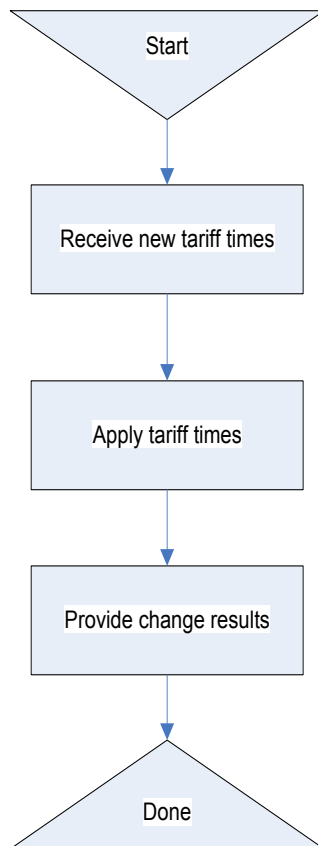 Start
Receive new tariff times
Apply tariff times
Provide change results
Done